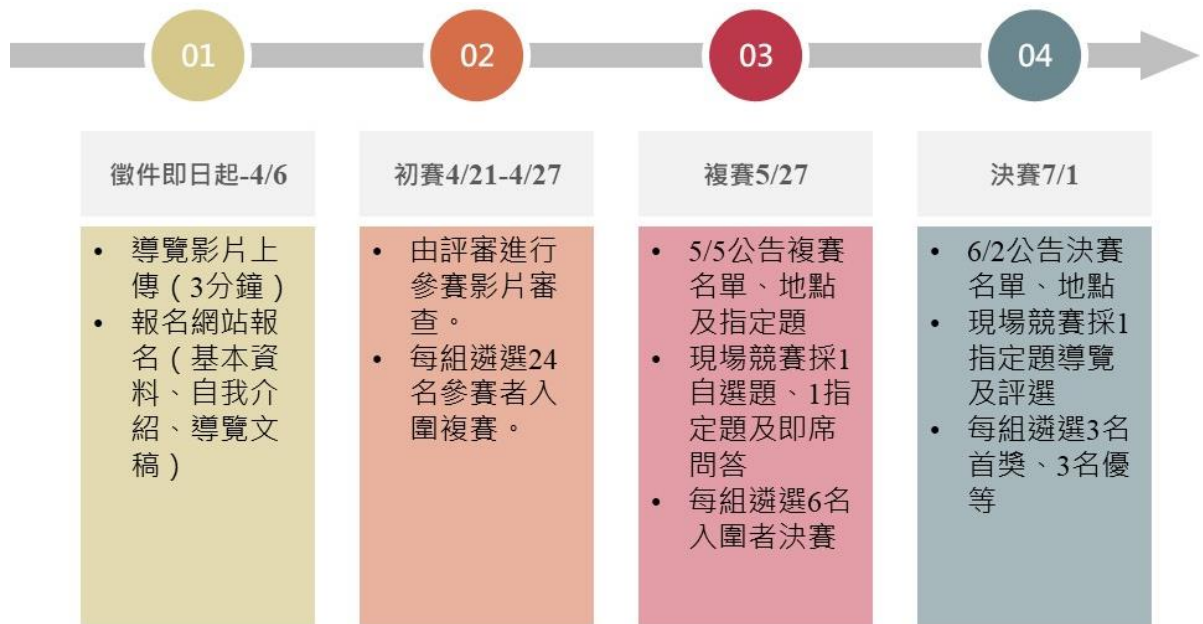 01
02
03
04
徵件即日起-4/6
• 導覽影片上
傳（3分鐘）
• 報名網站報
名（基本資
料、自我介
紹、導覽文
稿）
初賽4/21-4/27
• 由評審進行
參賽影片審
查。
• 每組遴選24
名參賽者入
圍複賽。
複賽5/27
• 5/5公告複賽
名單、地點
及指定題
• 現場競賽採1
自選題、1指
定題及即席
問答
• 每組遴選6名
入圍者決賽
決賽7/1
• 6/2公告決賽
名單、地點
• 現場競賽採1
指定題導覽
及評選
• 每組遴選3名
首獎、3名優
等